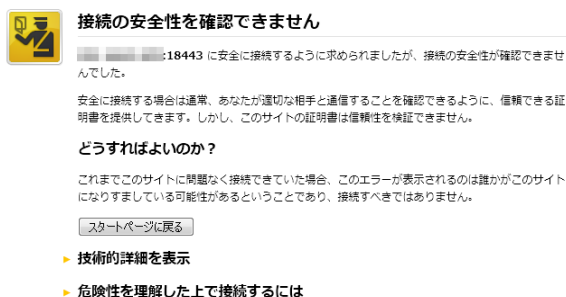 接続の安全性を確認できません
:18443 に安全に接続するように求められましたが、接続の安全性が確認できませ
んでした。
安全に接続する場合は通常、あなたが適切な相手と通信することを確認できるように、信頼できる証
明書を提供してきます。しかし、このサイトの証明書は信頼性を検証できません。
どうすればよいのか？
これまでこのサイトに問題なく接続できていた場合、このエラーが表示されるのは誰かがこのサイト
になりすましている可能性があるということであり、接続すべきではありません。
スタートページに戻る
技術的詳細を表示
危険性を理解した上で接続するには